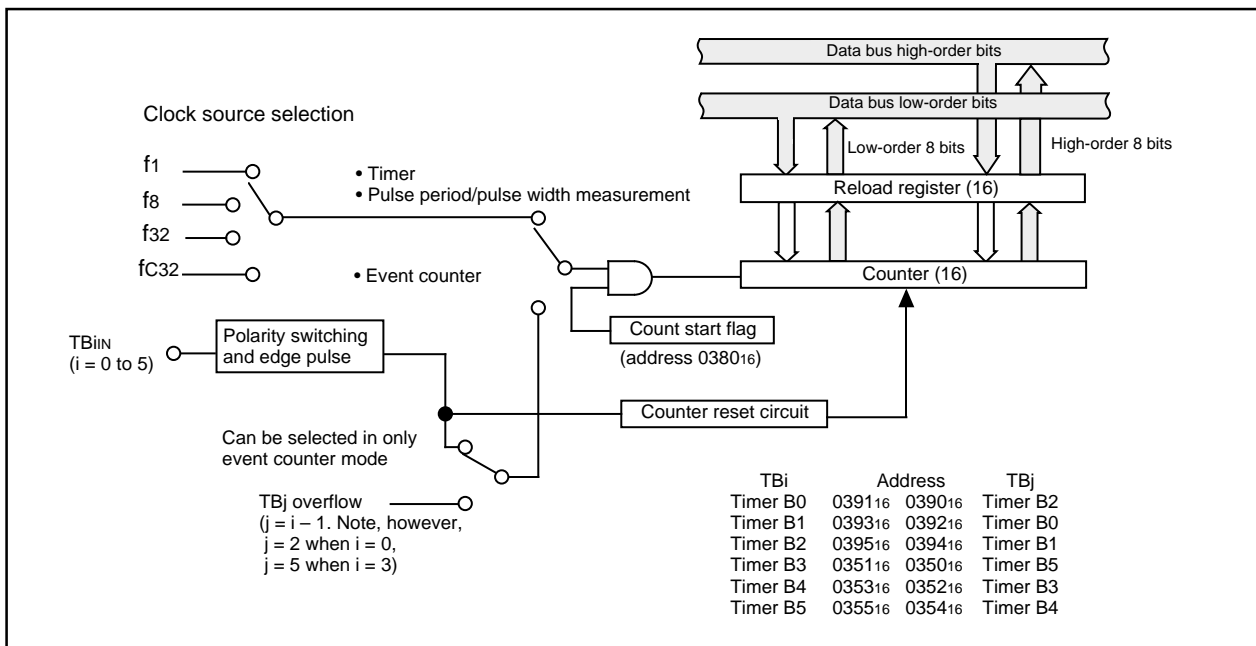 Data bus high-order bits
Data bus low-order bits
Clock source selection
Low-order 8 bits
High-order 8 bits
f1
• Timer
• Pulse period/pulse width measurement
Reload register (16)
f8
f32
fC32
• Event counter
Counter (16)
TBiIN
(i = 0 to 5)
Polarity switching
and edge pulse
Count start flag
(address 038016)
Counter reset circuit
Can be selected in only
event counter mode
TBj overflow
(j = i – 1. Note, however,
j = 2 when i = 0,
j = 5 when i = 3)
TBi Address TBj
Timer B0 039116 039016 Timer B2
Timer B1 039316 039216 Timer B0
Timer B2 039516 039416 Timer B1
Timer B3 035116 035016 Timer B5
Timer B4 035316 035216 Timer B3
Timer B5 035516 035416 Timer B4